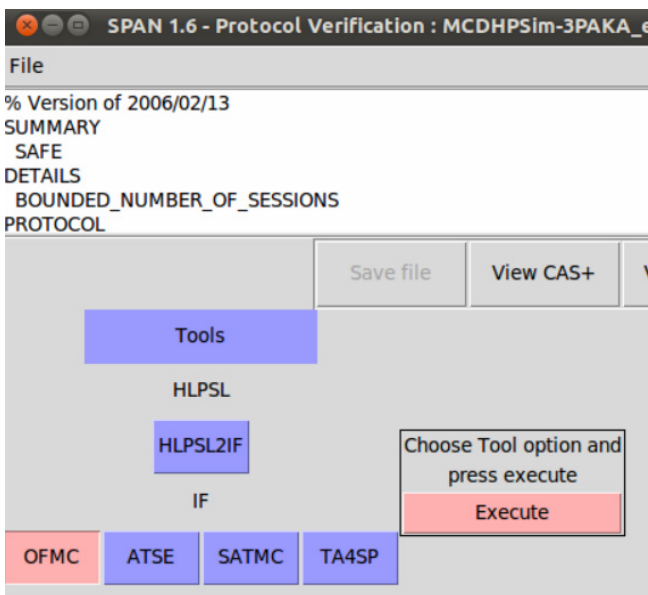 SPAN 1.6 - Protocol Verification : MCDHPSim-3PAKA_e
File
% Version of 2006/02/13
SUMMARY
SAFE
DETAILS
BOUNDED_NUMBER_OF_SESSIONS
PROTOCOL
Save file
View CAS+
Tools
HLPSL
HLPSL2IF
Choose Tool option and
press execute
IF
Execute
OFMC
ATSE
SATMC
TA4SP